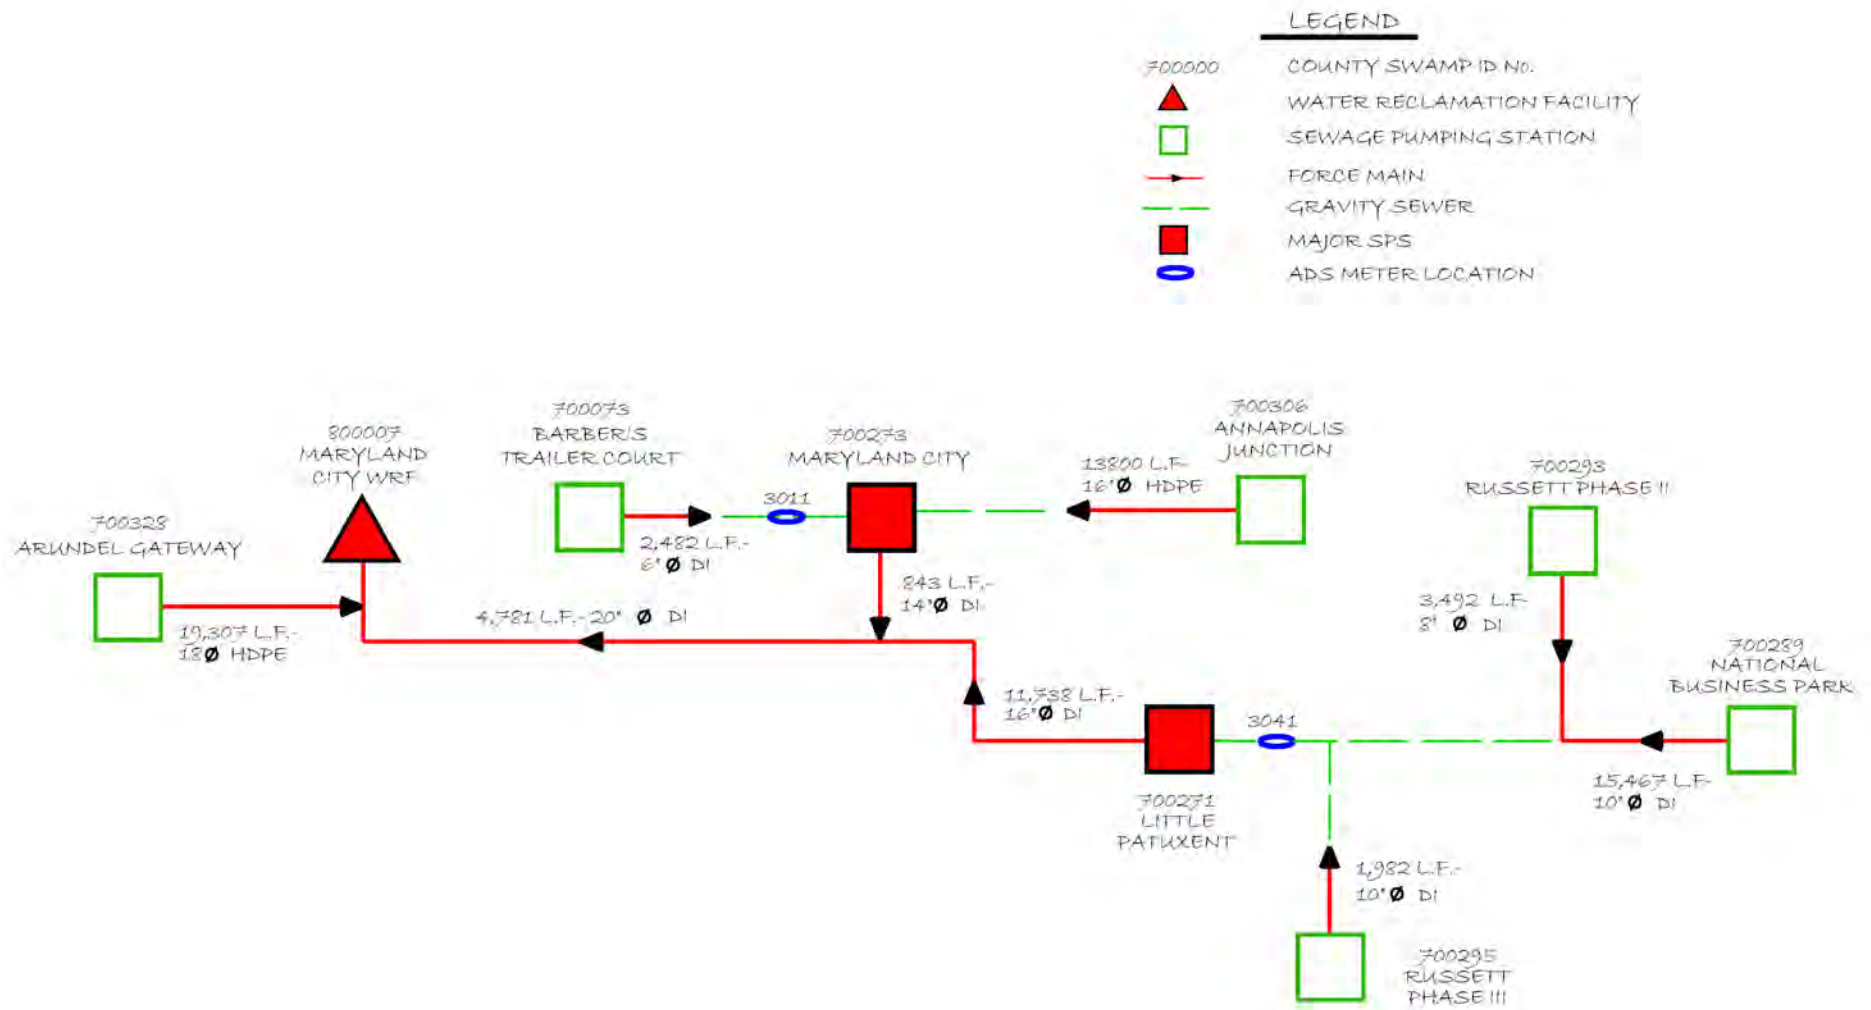 LEGEND
700000 COUNTY SWAMP ID No.
WATER RECLAMATION FACILITY
SEWAGE PUMPING STATION
FORCE MAIN
GRAVITY SEWER
MAJOR SPS
ADS METER LOCATION
700328
ARUNDEL GATEWAY
19,307 L.F.-
18Ø HDPE
800007
MARYLAND
CITY WRF
700073
BARBER'S
TRAILER COURT
2,482 L.F.-
6"Ø DI
3011
700273
MARYLAND CITY
843 L.F.-
14"Ø DI
4,781 L.F.-20" Ø DI
700306
ANNAPOLIS
JUNCTION
13800 L.F-
16"Ø HDPE
700293
RUSSETT PHASE II
3,492 L.F
8" Ø DI
700289
NATIONAL
BUSINESS PARK
15,467 L.F.-
10"Ø DI
11,738 L.F.-
16"Ø DI
3041
700271
LITTLE
PATUXENT
1,982 L.F.-
10"Ø DI
700295
RUSSETT
PHASE III